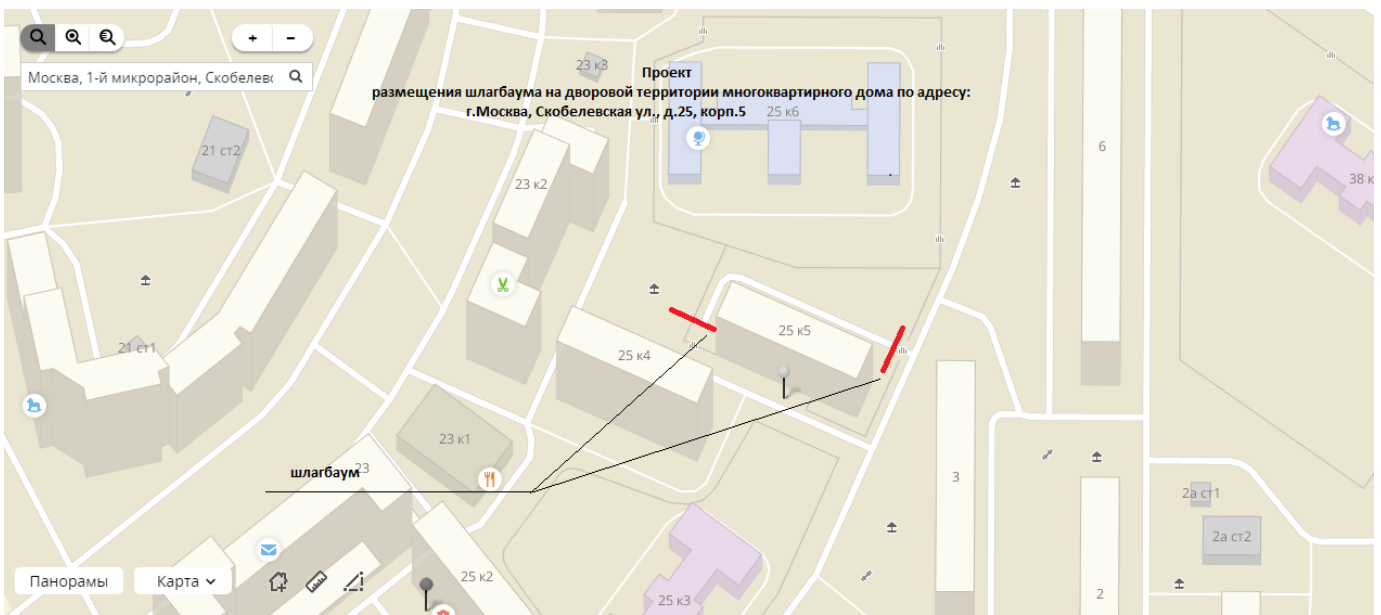 + -
Москва, 1-й микрорайон, Скобелевс
23 к3
Проект
размещения шлагбаума на дворовой территории многоквартирного дома по адресу:
г.Москва, Скобелевская ул., д.25, корп.5
25 к6
21 ст2
6
23 к2
38 к
25 к5
21 ст1
25 к4
23 к1
шлагбаум
23
3
2а ст1
2а ст2
Панорамы
Карта
25 к2
25 к3
2